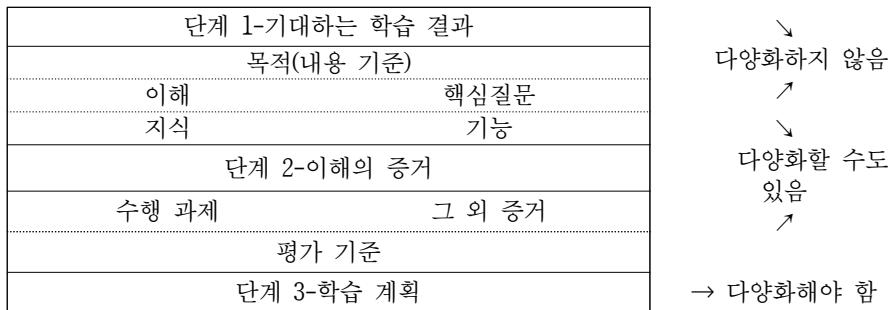 단계 1-기대하는 학습 결과 ↘
목적(내용 기준) 다양화하지 않음
이해 핵심질문 ↗
지식 기능 ↘
단계 2-이해의 증거 다양화할 수도
있음
수행 과제 그 외 증거 ↗
평가 기준
단계 3-학습 계획 → 다양화해야 함